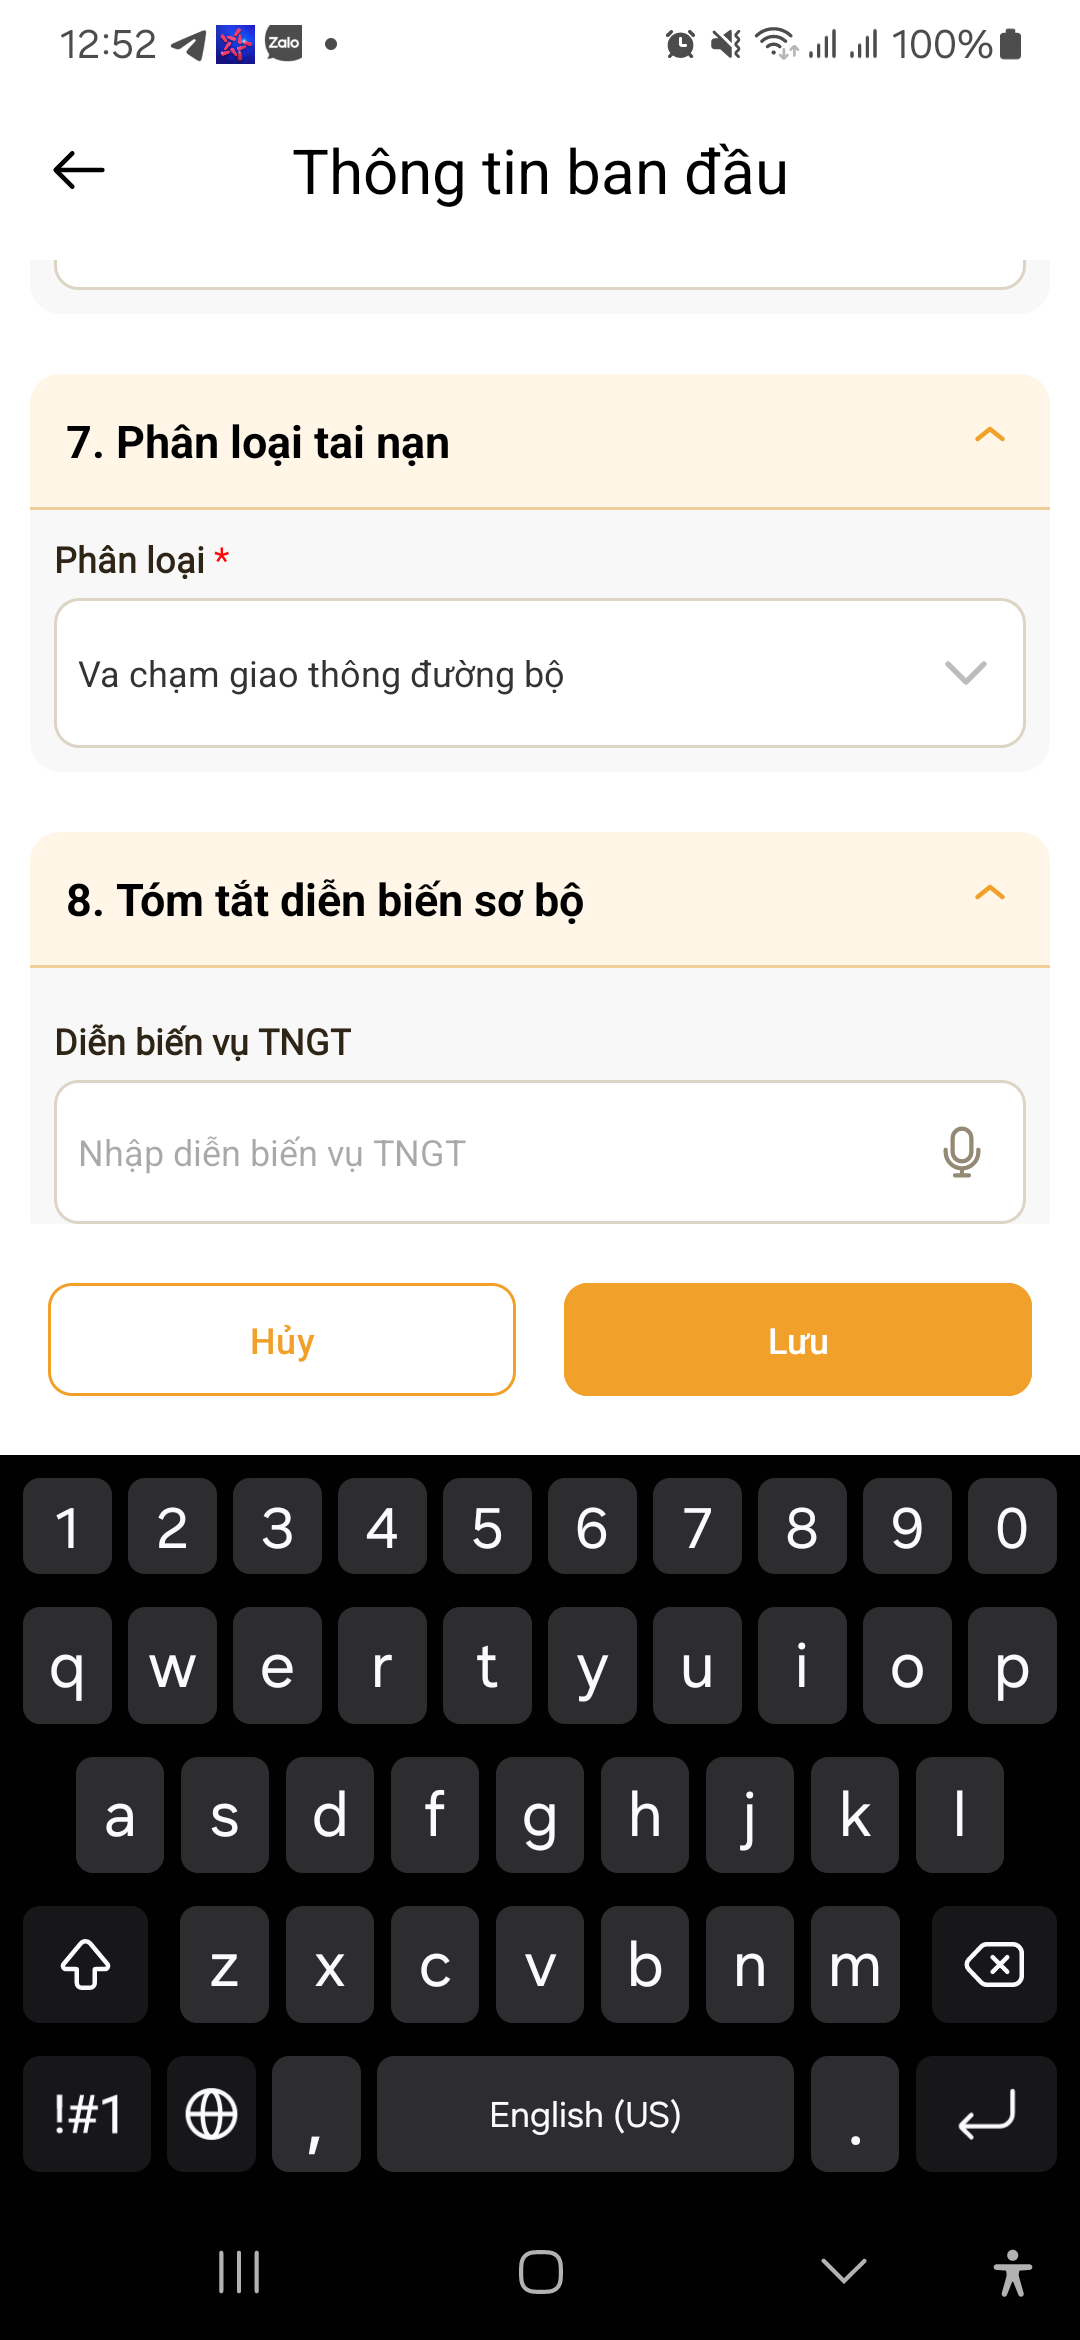 12:52 Zalo 100%
Thông tin ban đầu
7. Phân loại tai nạn
Phân loại *
Va chạm giao thông đường bộ
8. Tóm tắt diễn biến sơ bộ
Diễn biến vụ TNGT
Nhập diễn biến vụ TNGT
Hủy Lưu
1 2 3 4 5 6 7 8 9 0
q w e r t y u i o p
a s d f g h j k l
z x c v b n m
!#1 , English (US) .